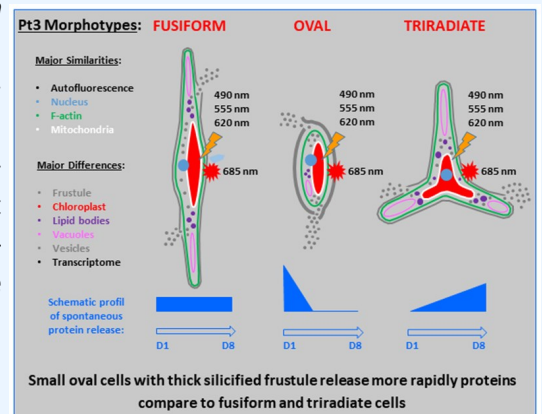 Pt3 Morphotypes: FUSIFORM OVAL TRIRADIATE
Major Similarities:
• Autofluorescence
• Nucleus
• F-actin
• Mitochondria
490 nm
555 nm
620 nm
685 nm
490 nm
555 nm
620 nm
685 nm
490 nm
555 nm
620 nm
685 nm
Major Differences:
• Frustule
• Chloroplast
• Lipid bodies
• Vacuoles
• Vesicles
• Transcriptome
Schematic profil
of spontaneous
protein release:
D1 D8 D1 D8 D1 D8
Small oval cells with thick silicified frustule release more rapidly proteins
compare to fusiform and triradiate cells